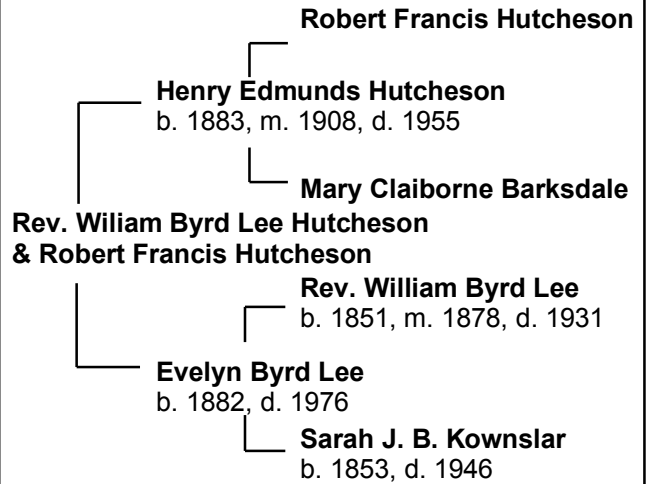 Robert Francis Hutcheson
Henry Edmunds Hutcheson
b. 1883, m. 1908, d. 1955
Mary Claiborne Barksdale
Rev. Wiliam Byrd Lee Hutcheson
& Robert Francis Hutcheson
Rev. William Byrd Lee
b. 1851, m. 1878, d. 1931
Evelyn Byrd Lee
b. 1882, d. 1976
Sarah J. B. Kownslar
b. 1853, d. 1946